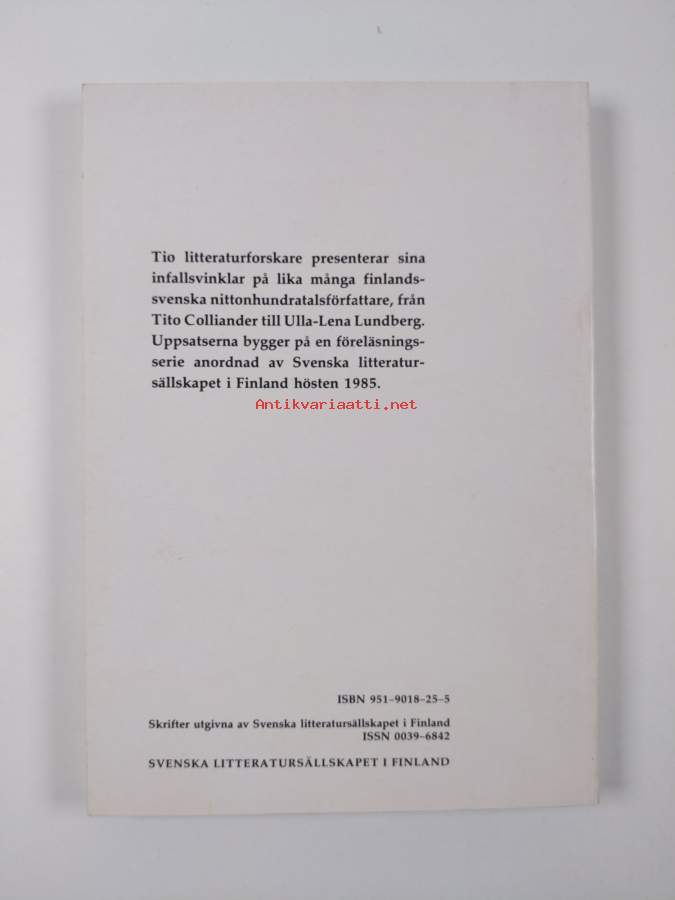 Tio litteraturforskare presenterar sina
infallsvinklar på lika många finlands-
svenska nittonhundratalsförfattare, från
Tito Colliander till Ulla-Lena Lundberg.
Uppsatserna bygger på en föreläsnings-
serie anordnad av Svenska litteratur-
sällskapet i Finland hösten 1985.
Antikvariaatti.net
ISBN 951–9018–25–5
Skrifter utgivna av Svenska litteratursällskapet i Finland
ISSN 0039–6842
SVENSKA LITTERATURSÄLLSKAPET I FINLAND